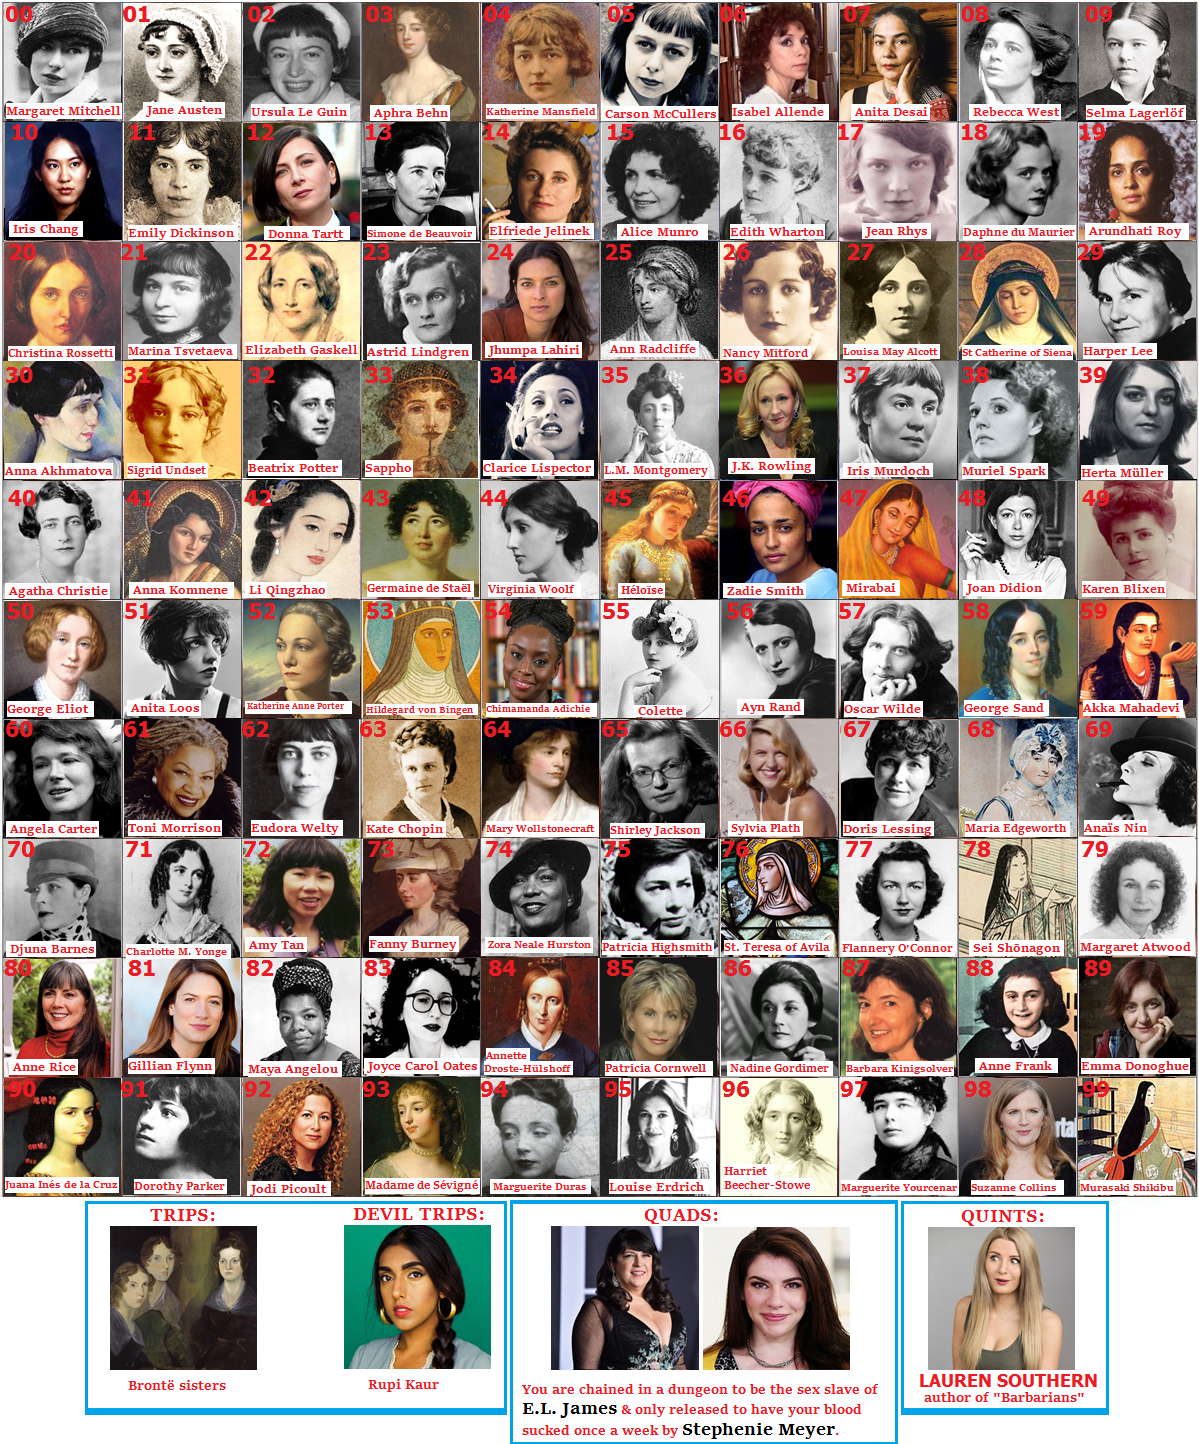 00 01 02 03 04 05 06 07 08 09
Margaret Mitchell
Jane Austen
Ursula Le Guin
Aphra Behn
Katherine Mansfield
Carson McCullers
Isabel Allende
Anita Desai
Rebecca West
Selma Lagerlöf
10 11 12 13 14 15 16 17 18 19
Iris Chang
Emily Dickinson
Donna Tartt
Simone de Beauvoir
Elfriede Jelinek
Alice Munro
Edith Wharton
Jean Rhys
Daphne du Maurier
Arundhati Roy
20 21 22 23 24 25 26 27 28 29
Christina Rossetti
Marina Tsvetaeva
Elizabeth Gaskell
Astrid Lindgren
Jhumpa Lahiri
Ann Radcliffe
Nancy Mitford
Louisa May Alcott
St Catherine of Siena
Harper Lee
30 31 32 33 34 35 36 37 38 39
Anna Akhmatova
Sigrid Undset
Beatrix Potter
Sappho
Clarice Lispector
L.M. Montgomery
J.K. Rowling
Iris Murdoch
Muriel Spark
Herta Müller
40 41 42 43 44 45 46 47 48 49
Agatha Christie
Anna Komnene
Li Qingzhao
Germaine de Staël
Virginia Woolf
Héloïse
Zadie Smith
Mirabai
Joan Didion
Karen Blixen
50 51 52 53 54 55 56 57 58 59
George Eliot
Anita Loos
Katherine Anne Porter
Hildegard von Bingen
Chimamanda Adichie
Colette
Ayn Rand
Oscar Wilde
George Sand
Akka Mahadevi
60 61 62 63 64 65 66 67 68 69
Angela Carter
Toni Morrison
Eudora Welty
Kate Chopin
Mary Wollstonecraft
Shirley Jackson
Sylvia Plath
Doris Lessing
Maria Edgeworth
Anaïs Nin
70 71 72 73 74 75 76 77 78 79
Djuna Barnes
Charlotte M. Yonge
Amy Tan
Fanny Burney
Zora Neale Hurston
Patricia Highsmith
St. Teresa of Avila
Flannery O'Connor
Sei Shōnagon
Margaret Atwood
80 81 82 83 84 85 86 87 88 89
Anne Rice
Gillian Flynn
Maya Angelou
Joyce Carol Oates
Annette
Droste-Hülshoff
Patricia Cornwell
Nadine Gordimer
Barbara Kinigsolver
Anne Frank
Emma Donoghue
90 91 92 93 94 95 96 97 98 99
Juana Inés de la Cruz
Dorothy Parker
Jodi Picoult
Madame de Sévigné
Marguerite Duras
Louise Erdrich
Harriet
Beecher-Stowe
Marguerite Yourcenar
Suzanne Collins
Murasaki Shikibu
TRIPS:
Brontë sisters
DEVIL TRIPS:
Rupi Kaur
QUADS:
You are chained in a dungeon to be the sex slave of
E.L. James & only released to have your blood
sucked once a week by Stephenie Meyer.
QUINTS:
LAUREN SOUTHERN
author of "Barbarians"